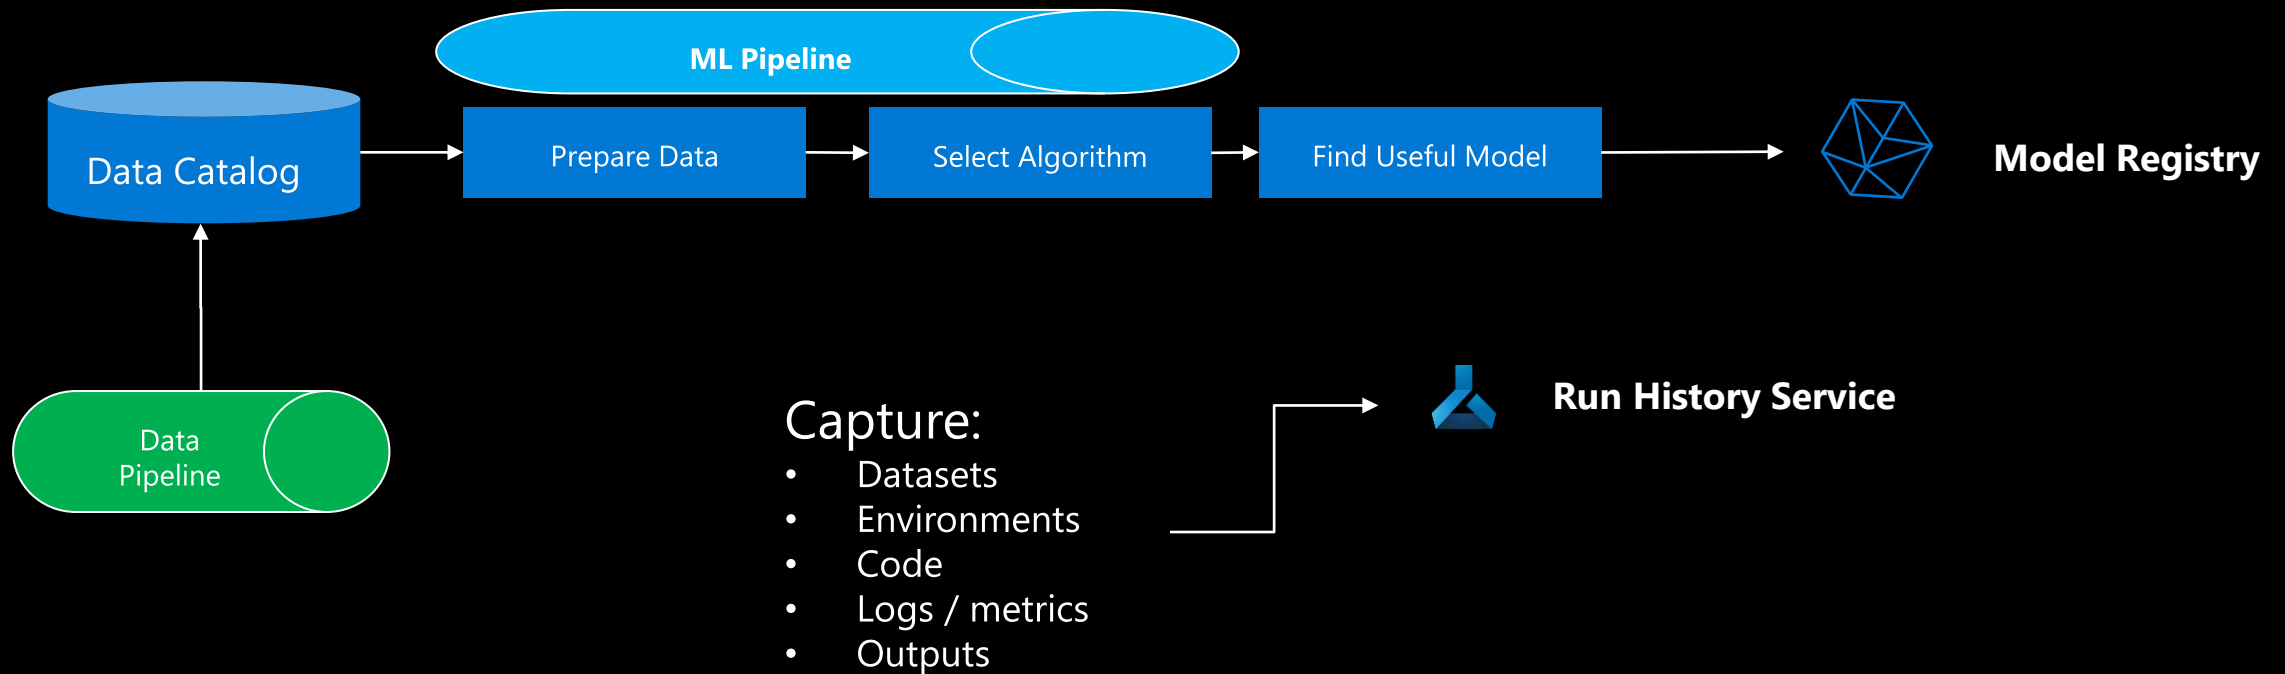 ML Pipeline
Data Catalog
Prepare Data
Select Algorithm
Find Useful Model
Model Registry
Data
Pipeline
Capture:
• Datasets
• Environments
• Code
• Logs / metrics
• Outputs
Run History Service